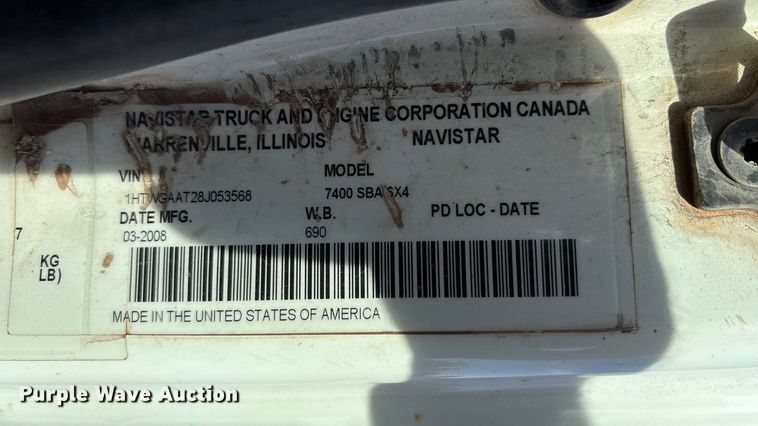 NAVISTAR TRUCK AND ENGINE CORPORATION CANADA
WARRENVILLE, ILLINOIS NAVISTAR
VIN MODEL
1HTWGAAT28J053568 7400 SBA 6X4
DATE MFG. W.B. PD LOC - DATE
03-2008 690
7
KG
LB)
MADE IN THE UNITED STATES OF AMERICA
Purple Wave Auction